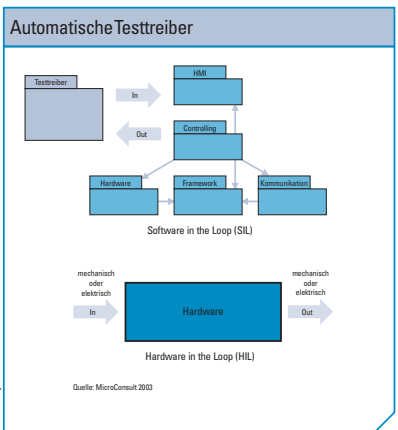 Automatische Testtreiber
Testtreiber
In
Out
HMI
Controlling
Hardware
Framework
Kommunikation
Software in the Loop (SIL)
mechanisch
oder
elektrisch
In
Hardware
mechanisch
oder
elektrisch
Out
Hardware in the Loop (HIL)
Quelle: MicroConsult 2003